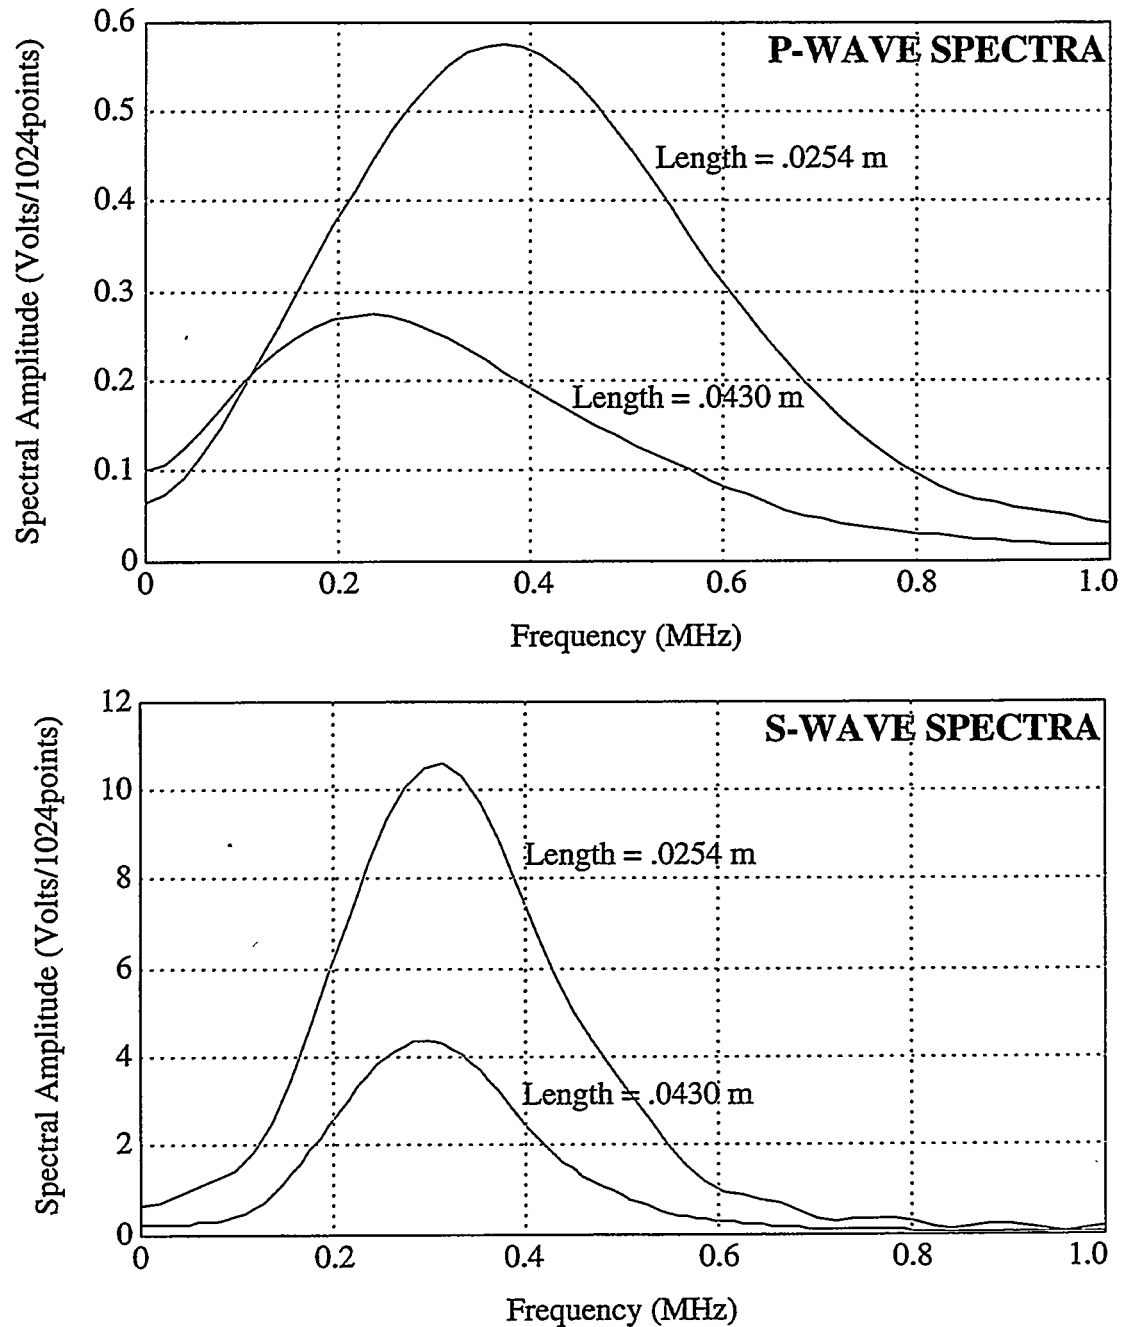 P-WAVE SPECTRA
Spectral Amplitude (Volts/1024points)
0.6
0.5
0.4
0.3
0.2
0.1
0
Length = .0254 m
Length = .0430 m
0 0.2 0.4 0.6 0.8 1.0
Frequency (MHz)
S-WAVE SPECTRA
Spectral Amplitude (Volts/1024points)
12
10
8
6
4
2
0
Length = .0254 m
Length = .0430 m
0 0.2 0.4 0.6 0.8 1.0
Frequency (MHz)